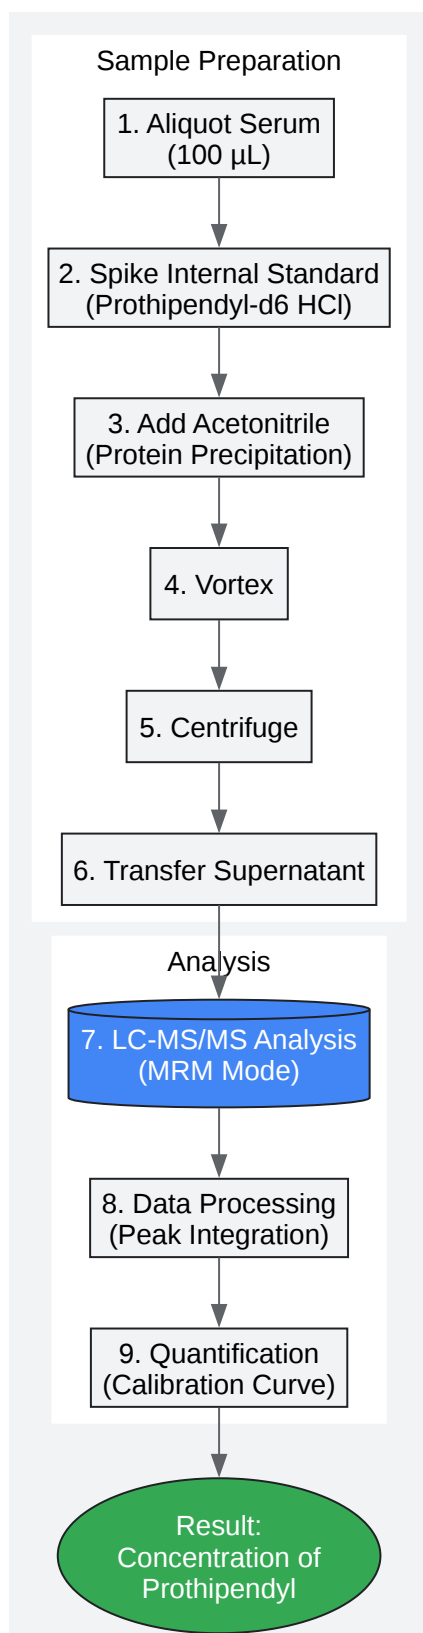 Sample Preparation
1. Aliquot Serum
(100 µL)
2. Spike Internal Standard
(Prothipendyl-d6 HCl)
3. Add Acetonitrile
(Protein Precipitation)
4. Vortex
5. Centrifuge
6. Transfer Supernatant
Analysis
7. LC-MS/MS Analysis
(MRM Mode)
8. Data Processing
(Peak Integration)
9. Quantification
(Calibration Curve)
Result:
Concentration of
Prothipendyl